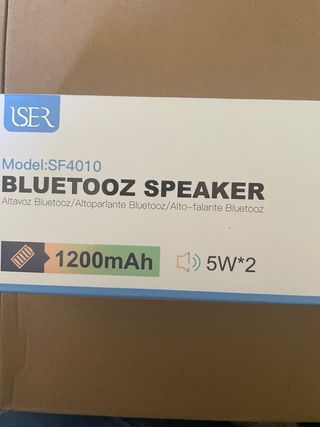 ISER
Model:SF4010
BLUETOOZ SPEAKER
Altavoz Bluetooz/Altoparlante Bluetooz/Alto-falante Bluetooz
1200mAh
5W*2